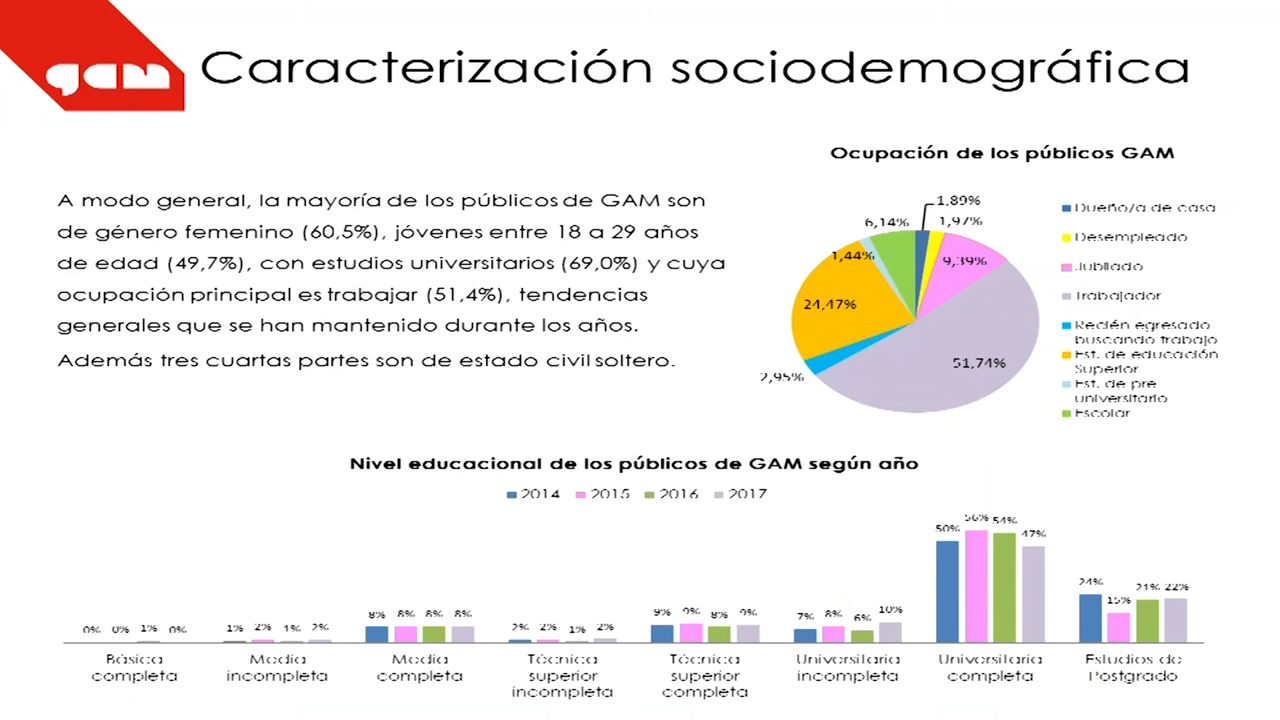 gam
Caracterización sociodemográfica
A modo general, la mayoría de los públicos de GAM son
de género femenino (60,5%), jóvenes entre 18 a 29 años
de edad (49,7%), con estudios universitarios (69,0%) y cuya
ocupación principal es trabajar (51,4%), tendencias
generales que se han mantenido durante los años.
Además tres cuartas partes son de estado civil soltero.
Ocupación de los públicos GAM
1,89%
1,97%
9,39%
51,74%
2,95%
24,47%
1,44%
6,14%
Dueño/a de casa
Desempleado
Jubilado
Trabajador
Recién egresado
buscando trabajo
Est. de educación
Superior
Est. de pre
universitario
Escolar
Nivel educacional de los públicos de GAM según año
2014 2015 2016 2017
0% 0% 1% 0%
1% 2% 1% 2%
8% 8% 8% 8%
2% 2% 1% 2%
9% 9% 8% 9%
7% 8% 6% 10%
50% 56% 54% 47%
24% 15% 21% 22%
Básica
completa
Media
incompleta
Media
completa
Técnica
superior
incompleta
Técnica
superior
completa
Universitaria
incompleta
Universitaria
completa
Estudios de
Postgrado